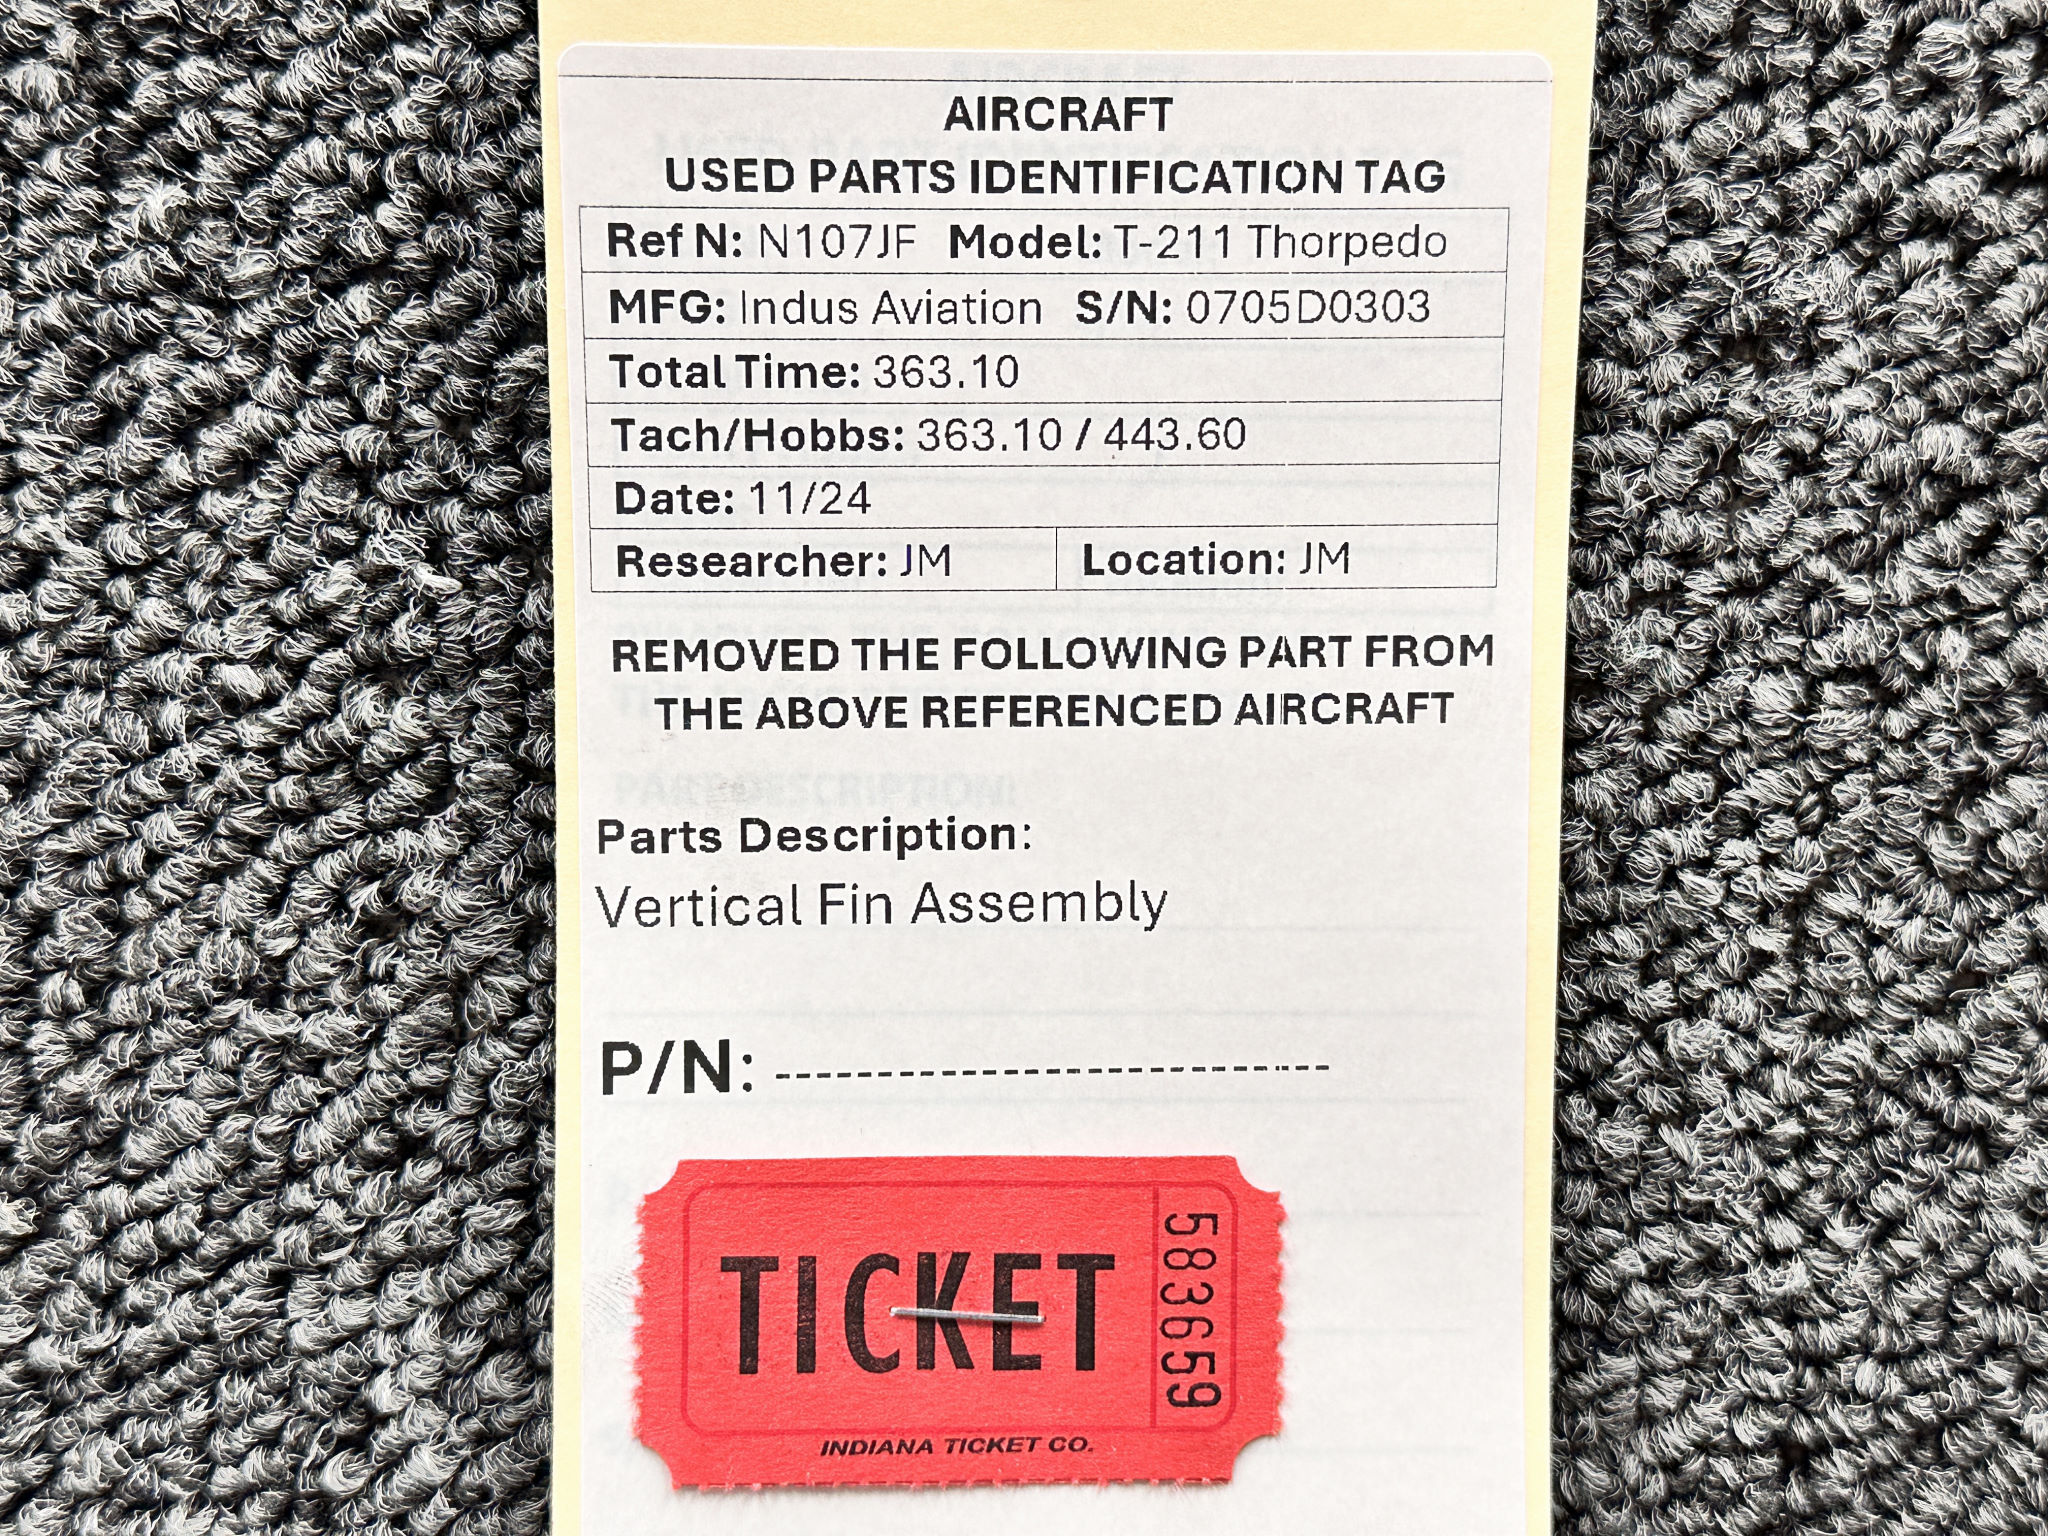 AIRCRAFT
USED PARTS IDENTIFICATION TAG
Ref N: N107JF Model: T-211 Thorpedo
MFG: Indus Aviation S/N: 0705D0303
Total Time: 363.10
Tach/Hobbs: 363.10 / 443.60
Date: 11/24
Researcher: JM Location: JM
REMOVED THE FOLLOWING PART FROM
THE ABOVE REFERENCED AIRCRAFT
PART DESCRIPTION:
Parts Description:
Vertical Fin Assembly
P/N: ----------------------------
TICKET
583659
INDIANA TICKET CO.